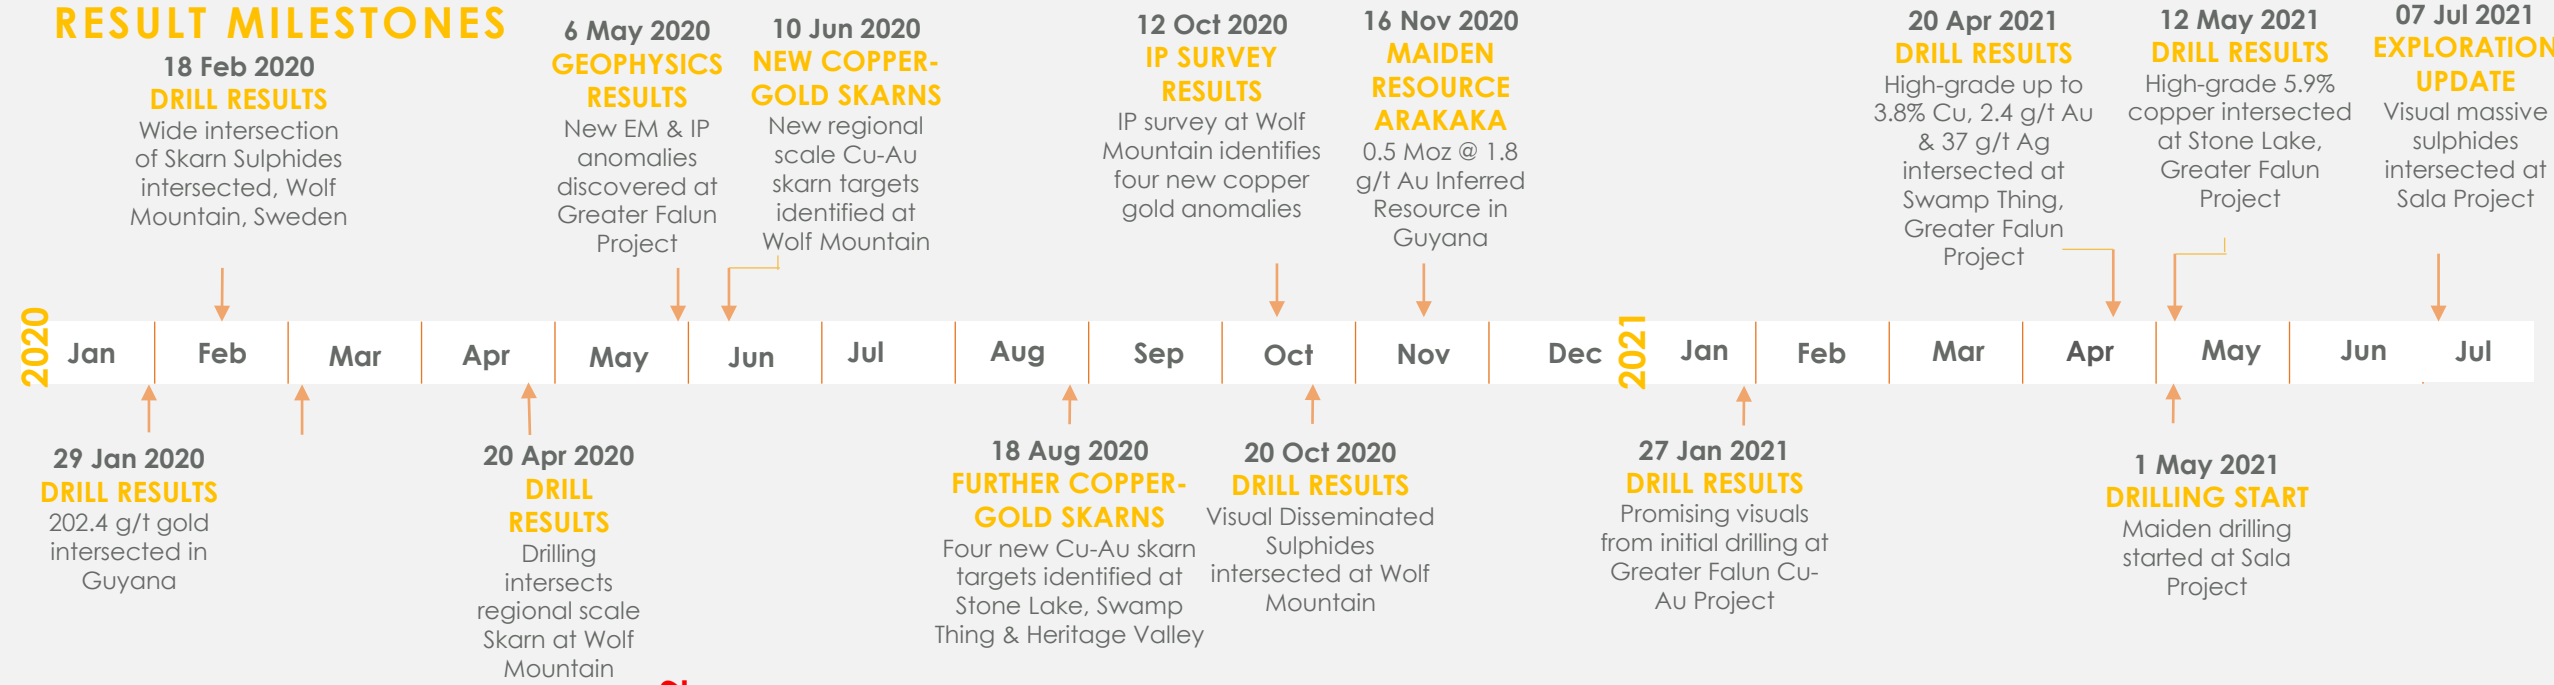 RESULT MILESTONES
18 Feb 2020
DRILL RESULTS
Wide intersection
of Skarn Sulphides
intersected, Wolf
Mountain, Sweden
6 May 2020
GEOPHYSICS
RESULTS
New EM & IP
anomalies
discovered at
Greater Falun
Project
10 Jun 2020
NEW COPPER-
GOLD SKARNS
New regional
scale Cu-Au
skarn targets
identified at
Wolf Mountain
12 Oct 2020
IP SURVEY
RESULTS
IP survey at Wolf
Mountain identifies
four new copper
gold anomalies
16 Nov 2020
MAIDEN
RESOURCE
ARAKAKA
0.5 Moz @ 1.8
g/t Au Inferred
Resource in
Guyana
20 Apr 2021
DRILL RESULTS
High-grade up to
3.8% Cu, 2.4 g/t Au
& 37 g/t Ag
intersected at
Swamp Thing,
Greater Falun
Project
12 May 2021
DRILL RESULTS
High-grade 5.9%
copper intersected
at Stone Lake,
Greater Falun
Project
07 Jul 2021
EXPLORATION
UPDATE
Visual massive
sulphides
intersected at
Sala Project
2020 Jan Feb Mar Apr May Jun Jul Aug Sep Oct Nov Dec 2021 Jan Feb Mar Apr May Jun Jul
29 Jan 2020
DRILL RESULTS
202.4 g/t gold
intersected in
Guyana
20 Apr 2020
DRILL
RESULTS
Drilling
intersects
regional scale
Skarn at Wolf
Mountain
18 Aug 2020
FURTHER COPPER-
GOLD SKARNS
Four new Cu-Au skarn
targets identified at
Stone Lake, Swamp
Thing & Heritage Valley
20 Oct 2020
DRILL RESULTS
Visual Disseminated
Sulphides
intersected at Wolf
Mountain
27 Jan 2021
DRILL RESULTS
Promising visuals
from initial drilling at
Greater Falun Cu-
Au Project
1 May 2021
DRILLING START
Maiden drilling
started at Sala
Project